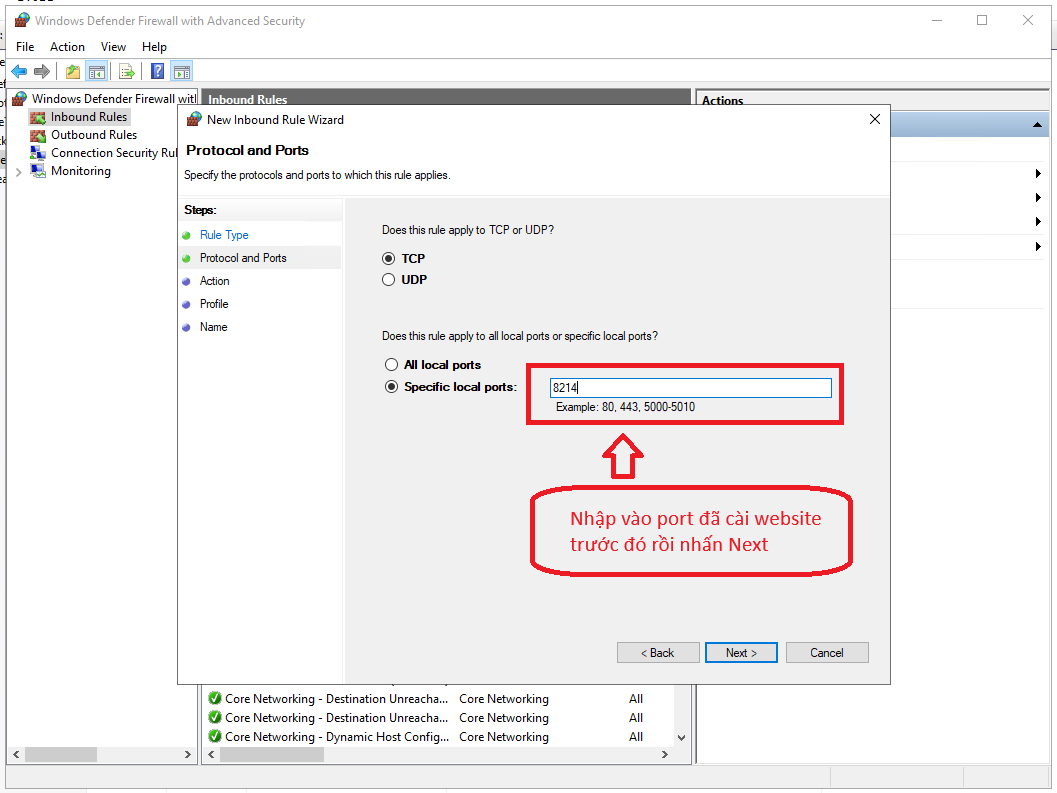 Windows Defender Firewall with Advanced Security
File Action View Help
Windows Defender Firewall witl
Inbound Rules
Outbound Rules
Connection Security Rul
Monitoring
Inbound Rules
Actions
New Inbound Rule Wizard
Protocol and Ports
Specify the protocols and ports to which this rule applies.
Steps:
Rule Type
Protocol and Ports
Action
Profile
Name
Does this rule apply to TCP or UDP?
TCP
UDP
Does this rule apply to all local ports or specific local ports?
All local ports
Specific local ports:
8214
Example: 80, 443, 5000-5010
Nhập vào port đã cài website
trước đó rồi nhấn Next
< Back Next > Cancel
Core Networking - Destination Unreacha... Core Networking All
Core Networking - Destination Unreacha... Core Networking All
Core Networking - Dynamic Host Config... Core Networking All